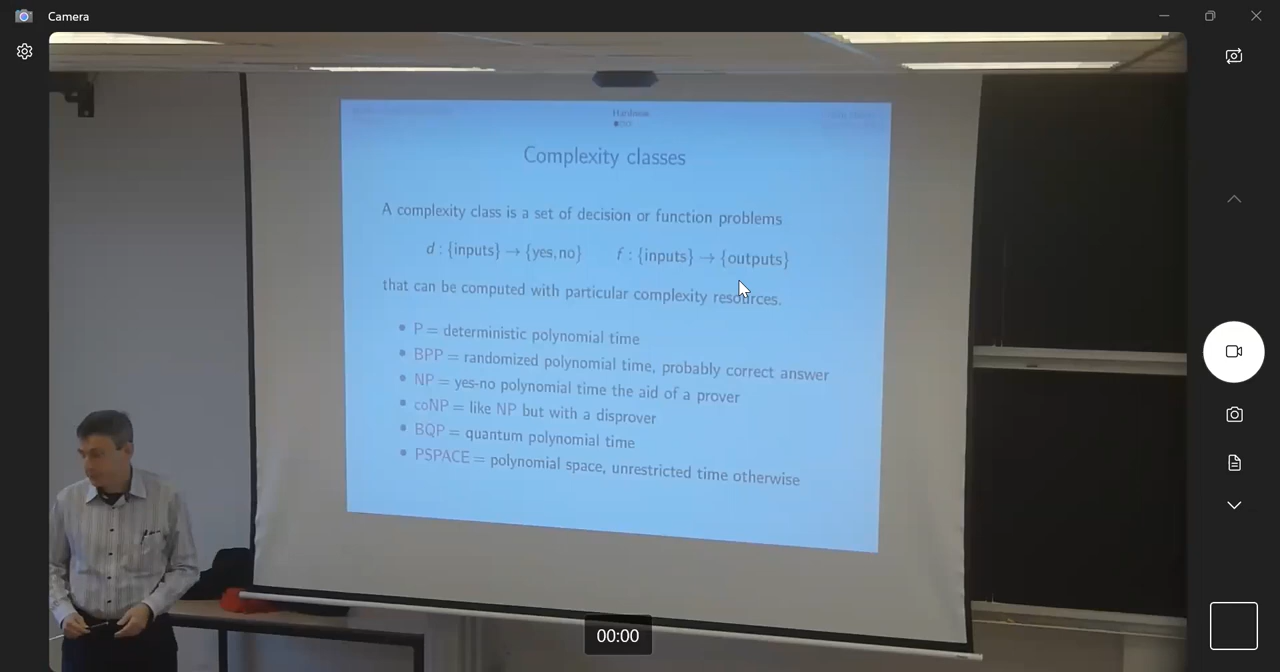 Camera
Hardness
Complexity classes
A complexity class is a set of decision or function problems
d : {inputs} → {yes, no} f : {inputs} → {outputs}
that can be computed with particular complexity resources.
• P = deterministic polynomial time
• BPP = randomized polynomial time, probably correct answer
• NP = yes-no polynomial time the aid of a prover
• coNP = like NP but with a disprover
• BQP = quantum polynomial time
• PSPACE = polynomial space, unrestricted time otherwise
00:00